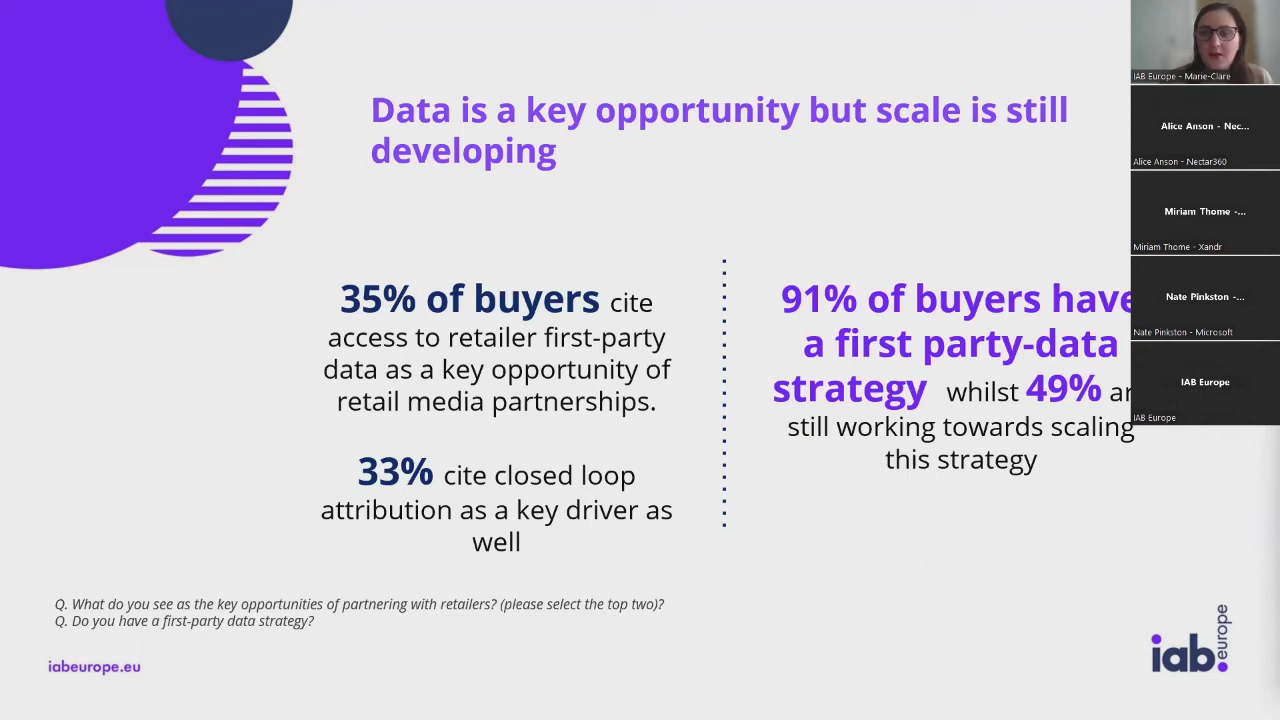 Data is a key opportunity but scale is still
developing
35% of buyers cite
access to retailer first-party
data as a key opportunity of
retail media partnerships.
33% cite closed loop
attribution as a key driver as
well
91% of buyers have
a first party-data
strategy whilst 49%
still working towards scaling
this strategy
Q. What do you see as the key opportunities of partnering with retailers? (please select the top two)?
Q. Do you have a first-party data strategy?
iabeurope.eu
iab.
europe
IAB Europe - Marie-Clare
Alice Anson - Nec...
Alice Anson - Nectar360
Miriam Thome -...
Miriam Thome - Xandr
Nate Pinkston -...
Nate Pinkston - Microsoft
IAB Europe
IAB Europe